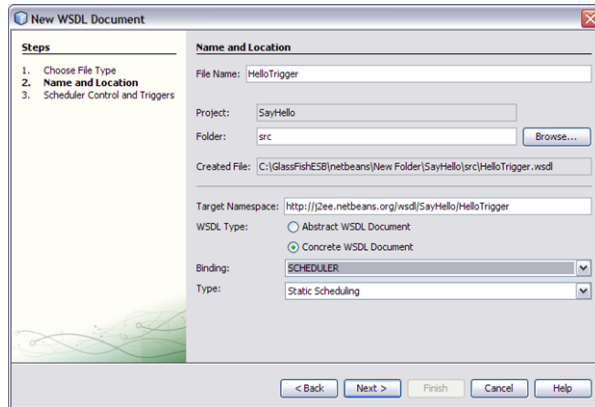 New WSDL Document
Steps
1. Choose File Type
2. Name and Location
3. Scheduler Control and Triggers
Name and Location
File Name: HelloTrigger
Project: SayHello
Folder: src Browse...
Created File: C:\GlassFishESB\netbeans\New Folder\SayHello\src\HelloTrigger.wsdl
Target Namespace: http://j2ee.netbeans.org/wsdl/SayHello/HelloTrigger
WSDL Type: Abstract WSDL Document
Concrete WSDL Document
Binding: SCHEDULER
Type: Static Scheduling
< Back Next > Finish Cancel Help